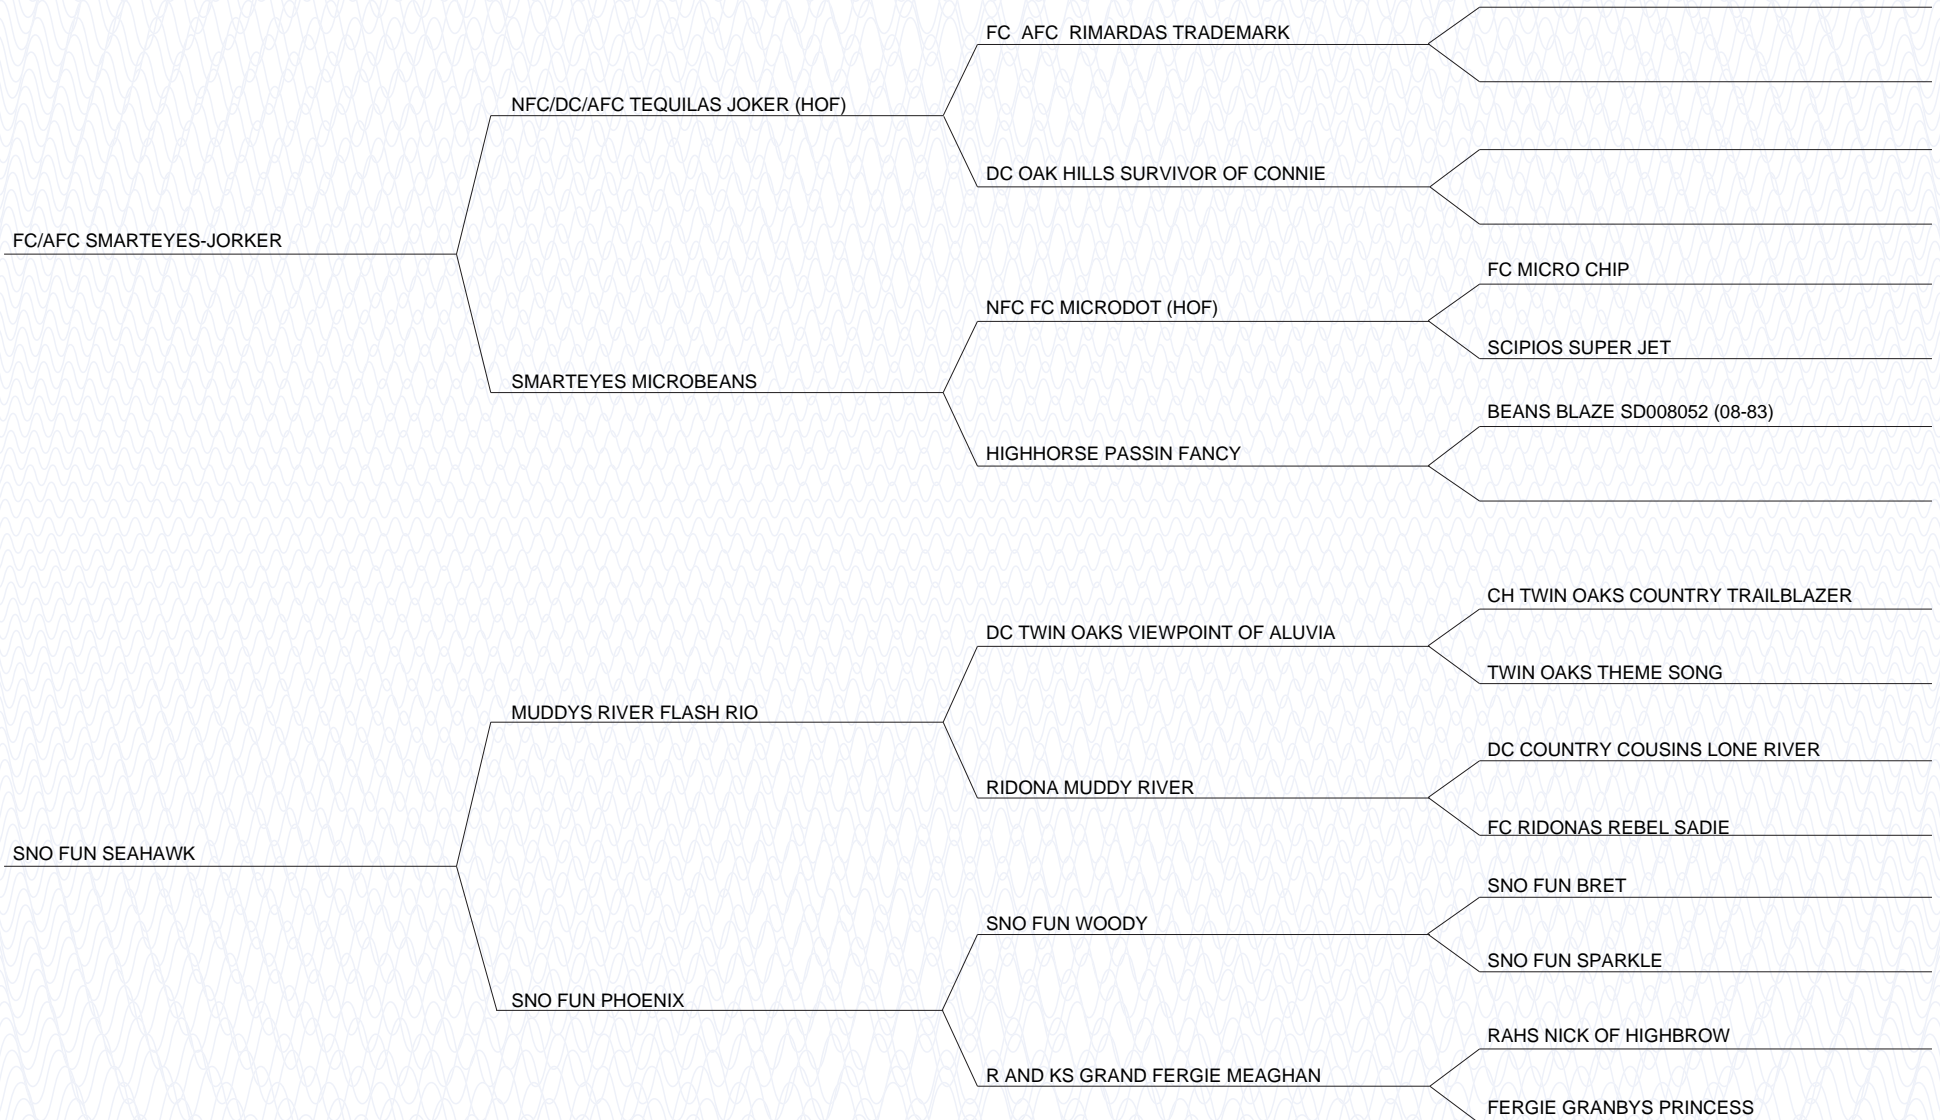 FC  AFC  RIMARDAS TRADEMARK
NFC/DC/AFC TEQUILAS JOKER (HOF)
DC OAK HILLS SURVIVOR OF CONNIE
FC/AFC SMARTEYES-JORKER
FC MICRO CHIP
NFC FC MICRODOT (HOF)
SCIPIOS SUPER JET
SMARTEYES MICROBEANS
BEANS BLAZE SD008052 (08-83)
HIGHHORSE PASSIN FANCY
CH TWIN OAKS COUNTRY TRAILBLAZER
DC TWIN OAKS VIEWPOINT OF ALUVIA
TWIN OAKS THEME SONG
MUDDYS RIVER FLASH RIO
DC COUNTRY COUSINS LONE RIVER
RIDONA MUDDY RIVER
FC RIDONAS REBEL SADIE
SNO FUN SEAHAWK
SNO FUN BRET
SNO FUN WOODY
SNO FUN SPARKLE
SNO FUN PHOENIX
RAHS NICK OF HIGHBROW
R AND KS GRAND FERGIE MEAGHAN
FERGIE GRANBYS PRINCESS